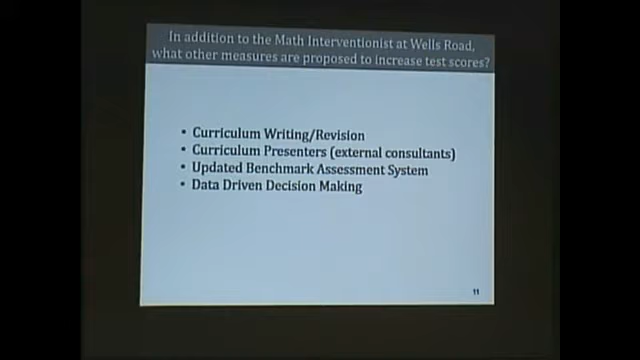 In addition to the Math Interventionist at Wells Road,
what other measures are proposed to increase test scores?
• Curriculum Writing/Revision
• Curriculum Presenters (external consultants)
• Updated Benchmark Assessment System
• Data Driven Decision Making
11